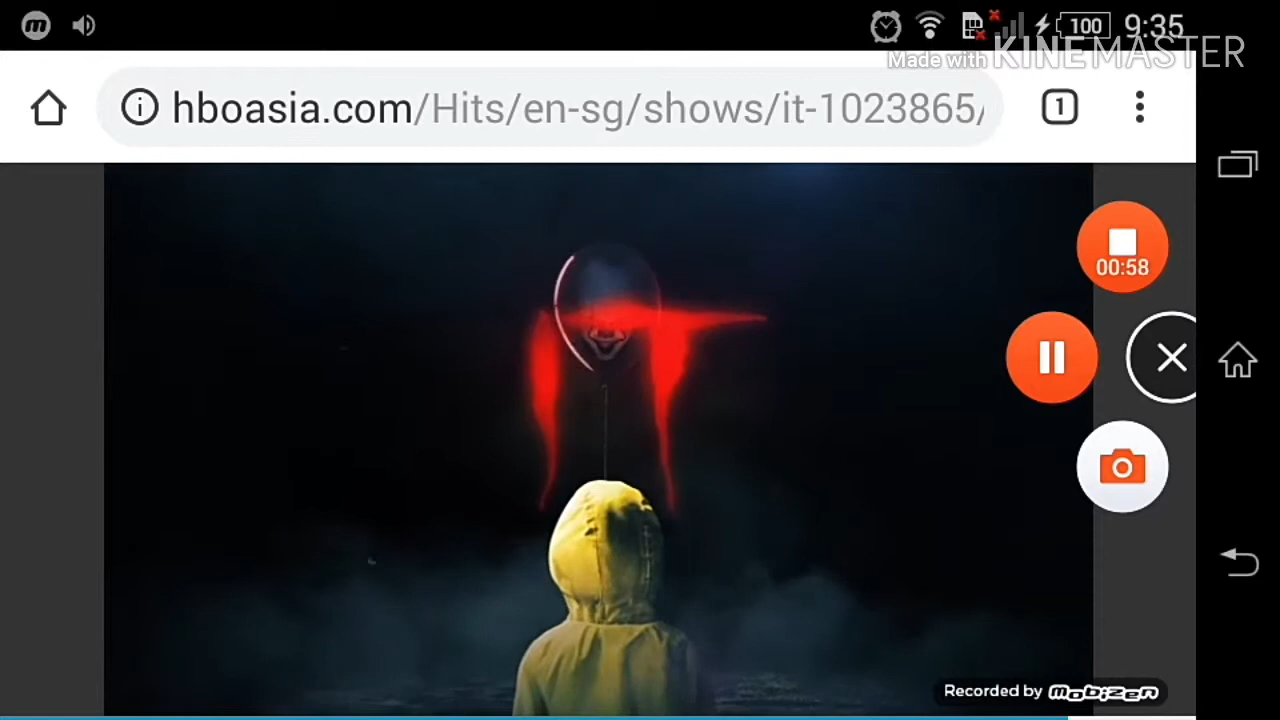 m 100 9:35
Made with KINEMASTER
hboasia.com/Hits/en-sg/shows/it-1023865/
1
00:58
IT
Recorded by mobizen